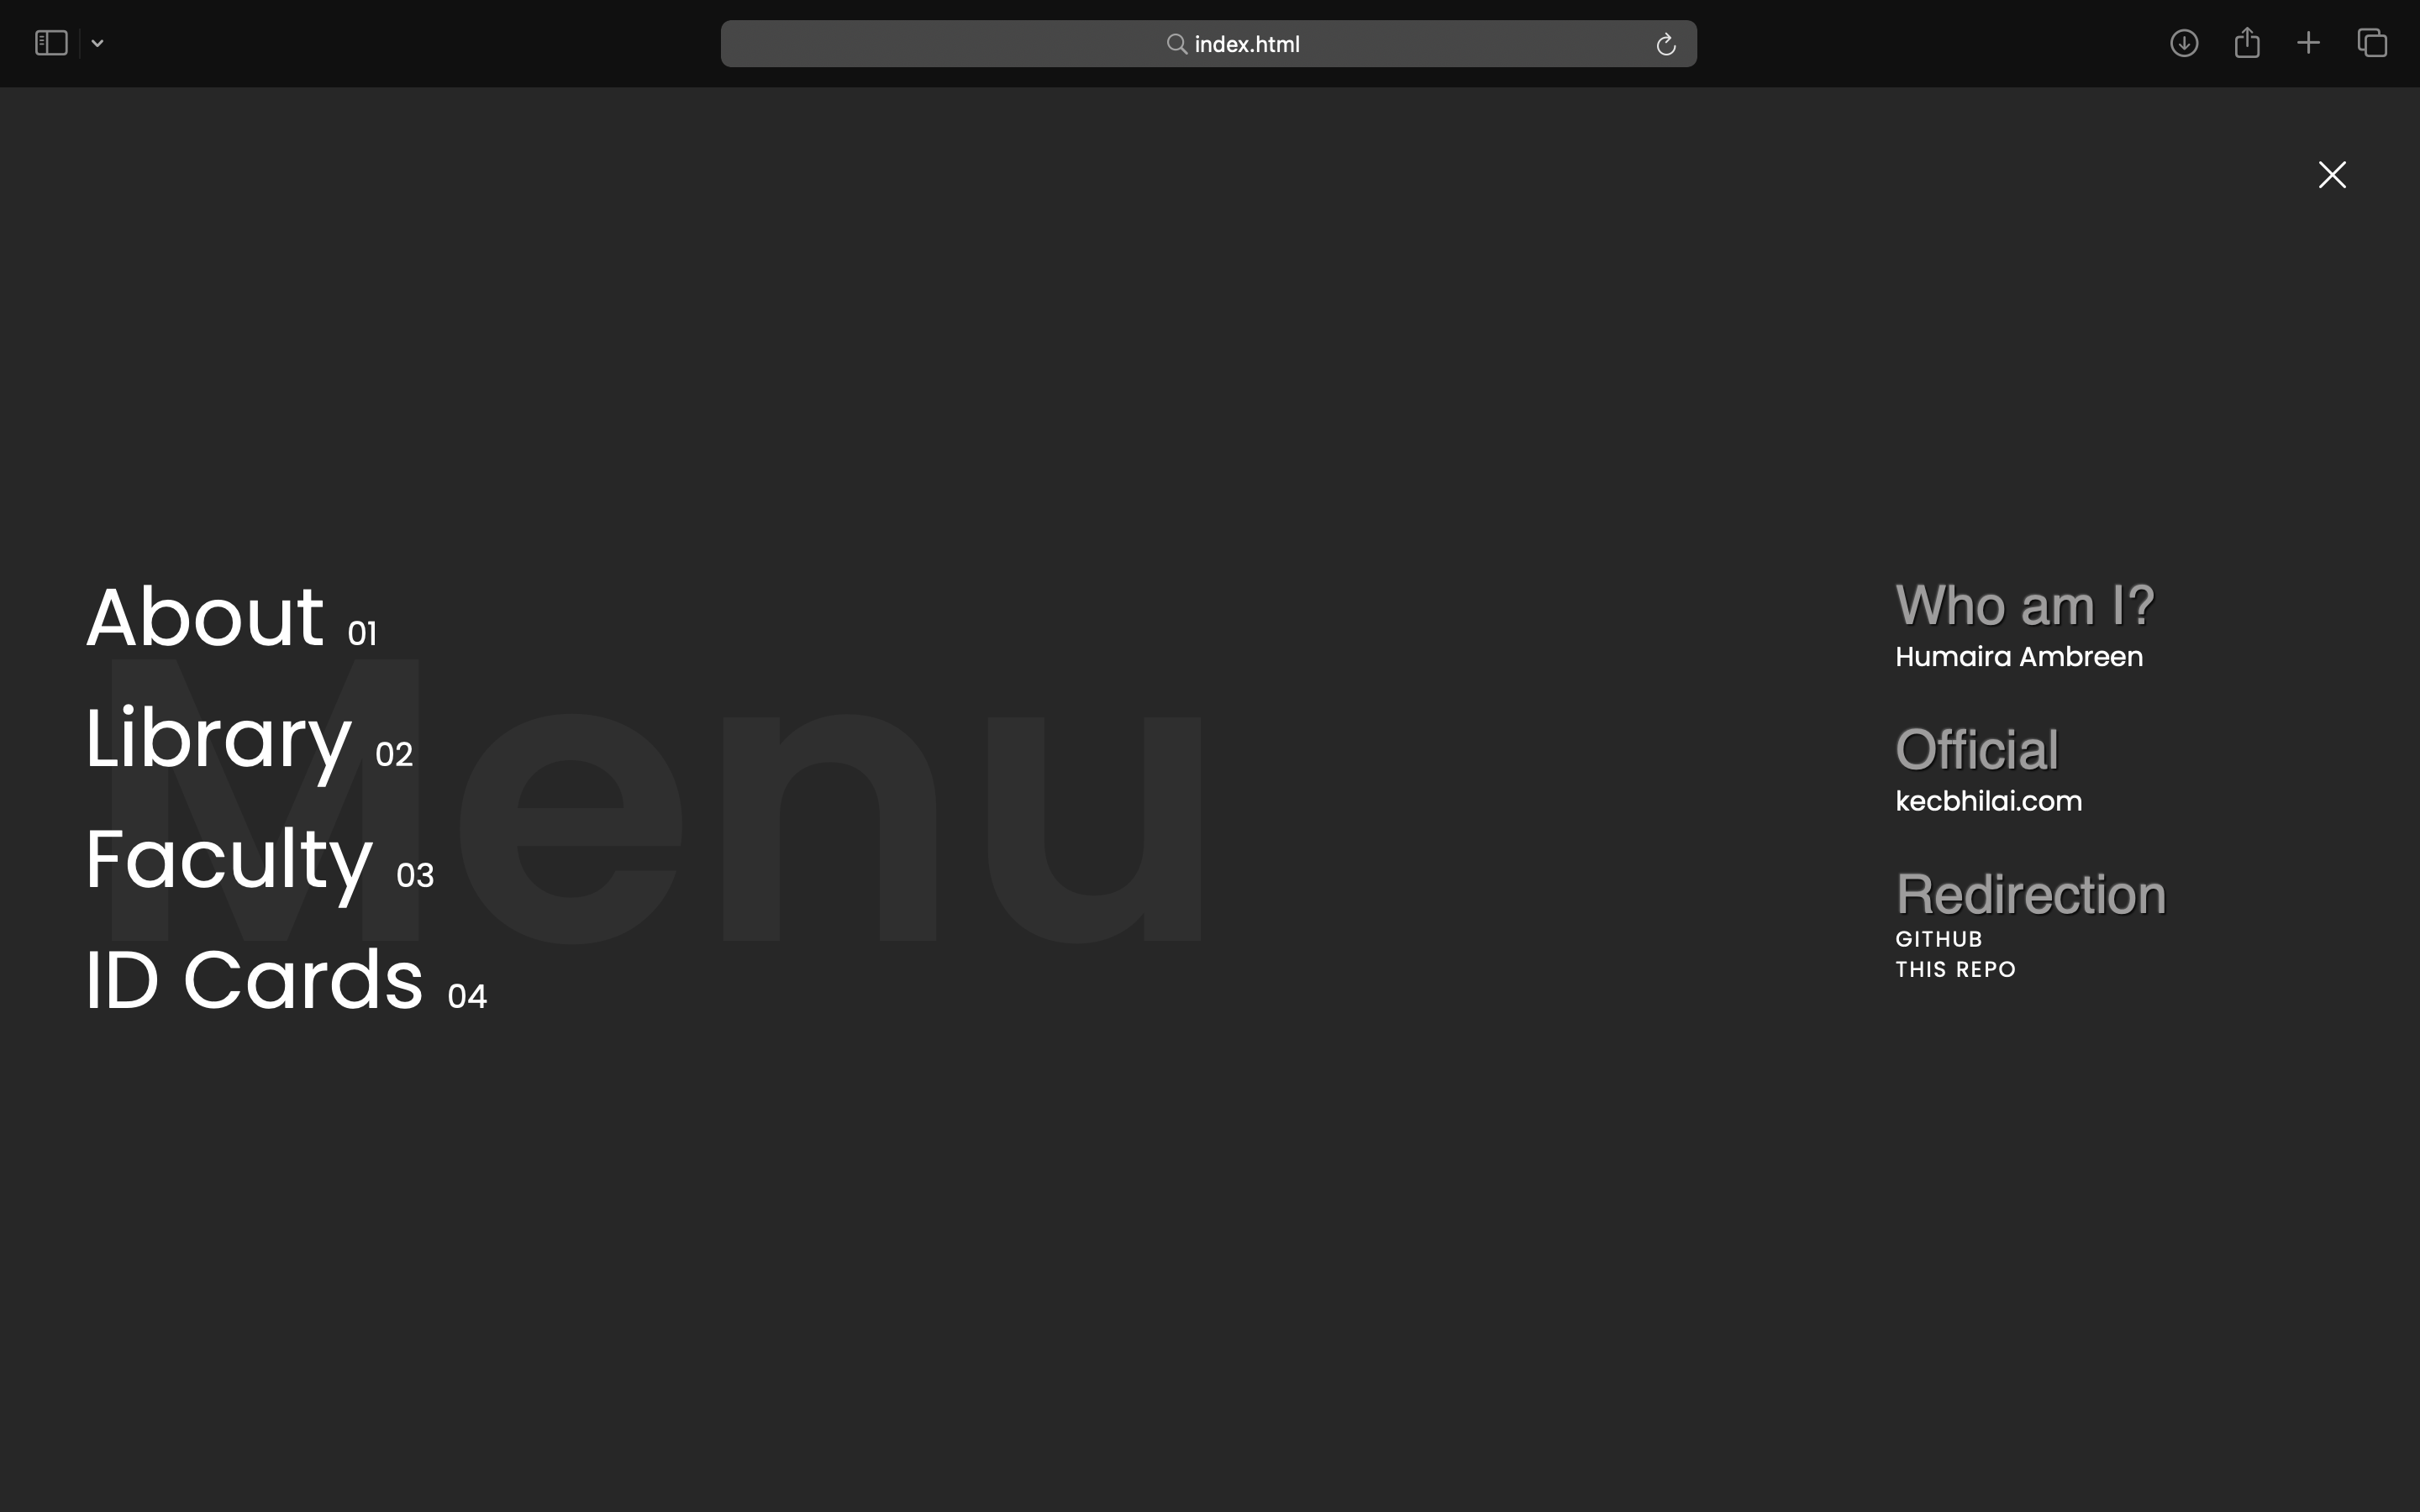 index.html
About 01
Library 02
Faculty 03
ID Cards 04
Menu
Who am I?
Humaira Ambreen
Official
kecbhilai.com
Redirection
GITHUB
THIS REPO